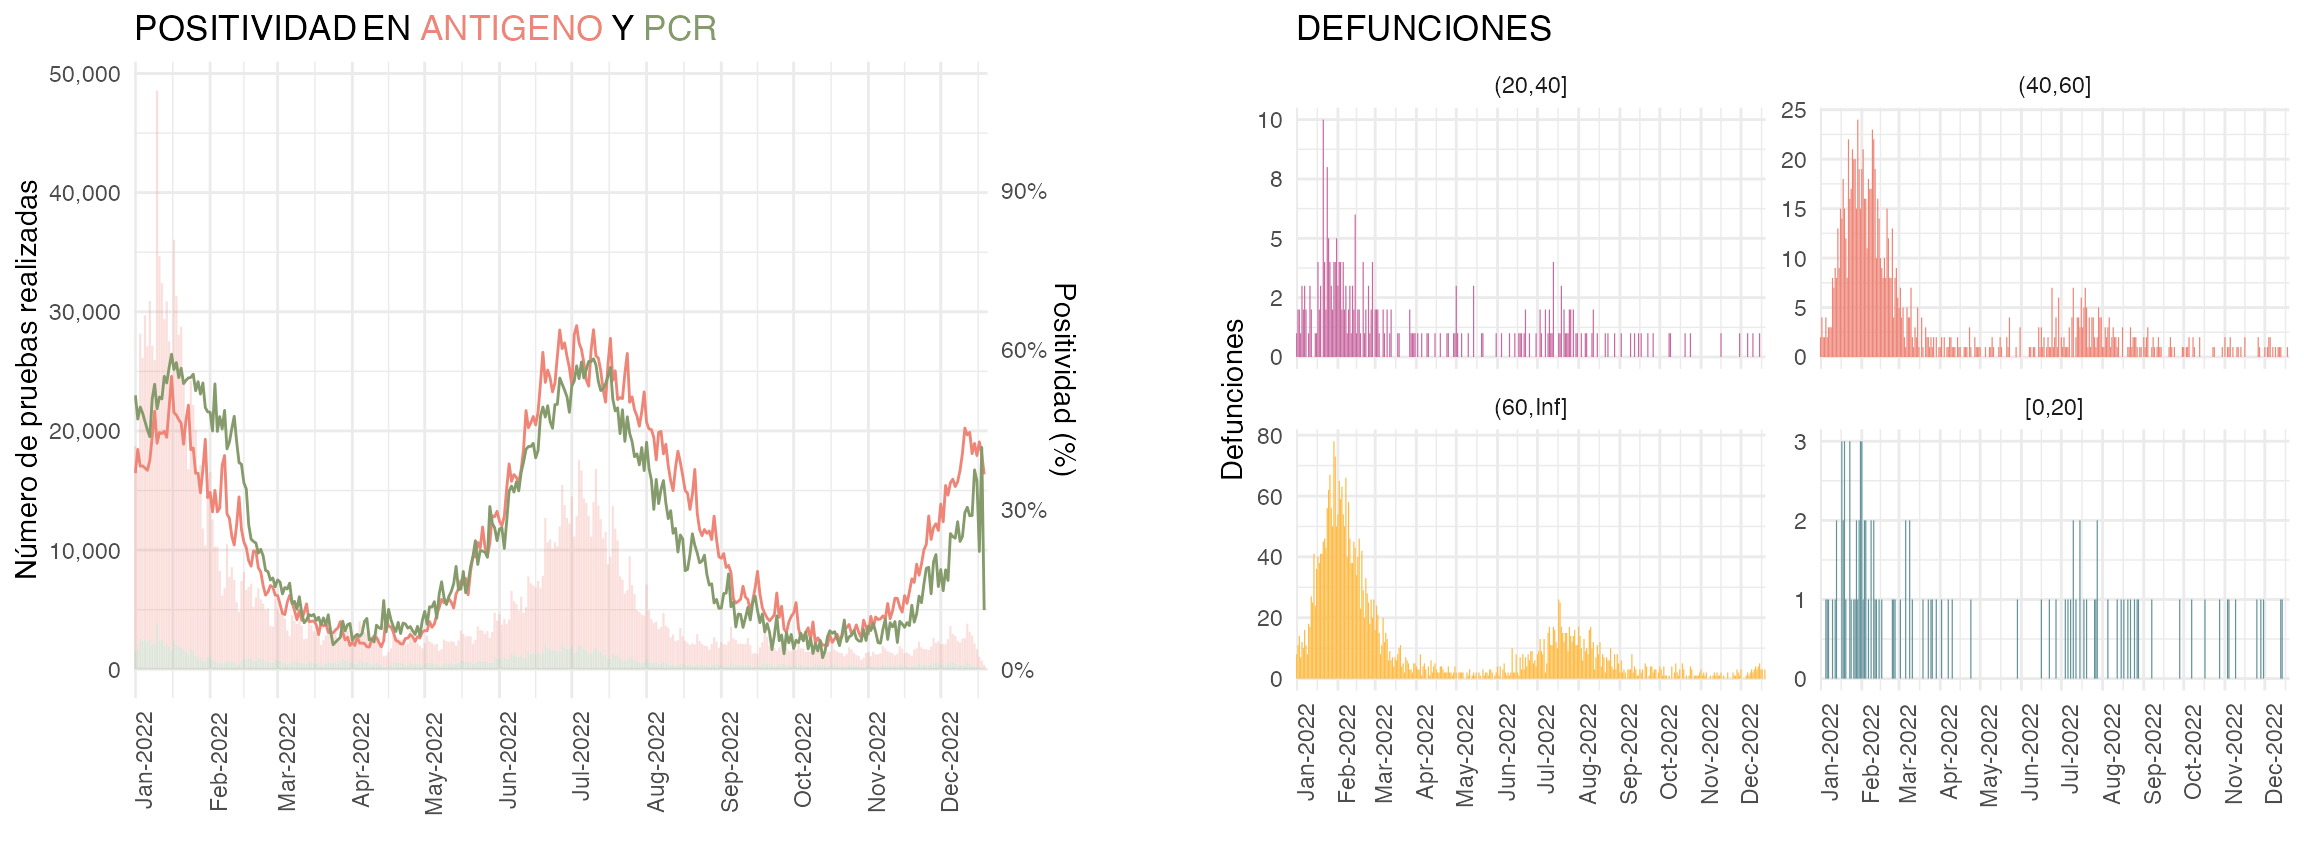 POSITIVIDAD EN ANTIGENO Y PCR
50,000
40,000
30,000
20,000
10,000
0
Número de pruebas realizadas
90%
60%
30%
0%
Positividad (%)
Jan-2022
Feb-2022
Mar-2022
Apr-2022
May-2022
Jun-2022
Jul-2022
Aug-2022
Sep-2022
Oct-2022
Nov-2022
Dec-2022
DEFUNCIONES
Defunciones
(20,40]
10
8
5
2
0
(40,60]
25
20
15
10
5
0
(60,Inf]
80
60
40
20
0
Jan-2022
Feb-2022
Mar-2022
Apr-2022
May-2022
Jun-2022
Jul-2022
Aug-2022
Sep-2022
Oct-2022
Nov-2022
Dec-2022
[0,20]
3
2
1
0
Jan-2022
Feb-2022
Mar-2022
Apr-2022
May-2022
Jun-2022
Jul-2022
Aug-2022
Sep-2022
Oct-2022
Nov-2022
Dec-2022